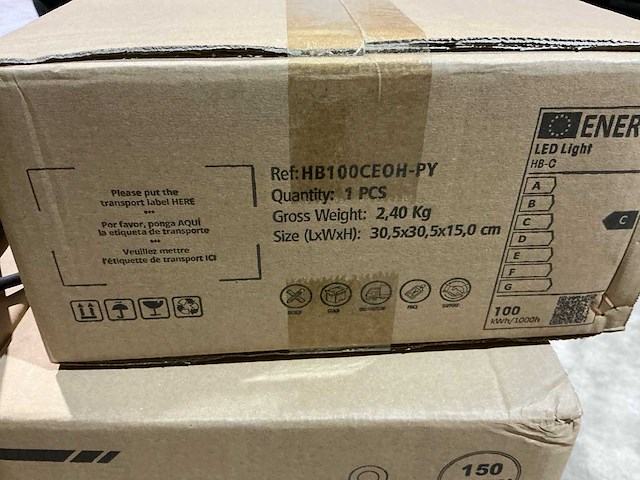 Please put the
transport label HERE
Por favor, ponga AQUÍ
la etiqueta de transporte
Veuillez mettre
l'étiquette de transport ICI
Ref: HB100CEOH-PY
Quantity: 1 PCS
Gross Weight: 2,40 Kg
Size (LxWxH): 30,5x30,5x15,0 cm
PRICE
SUPPORT
ENER
LED Light
HB-C
A
B
C
D
E
F
G
C
100
kWh/1000h
150